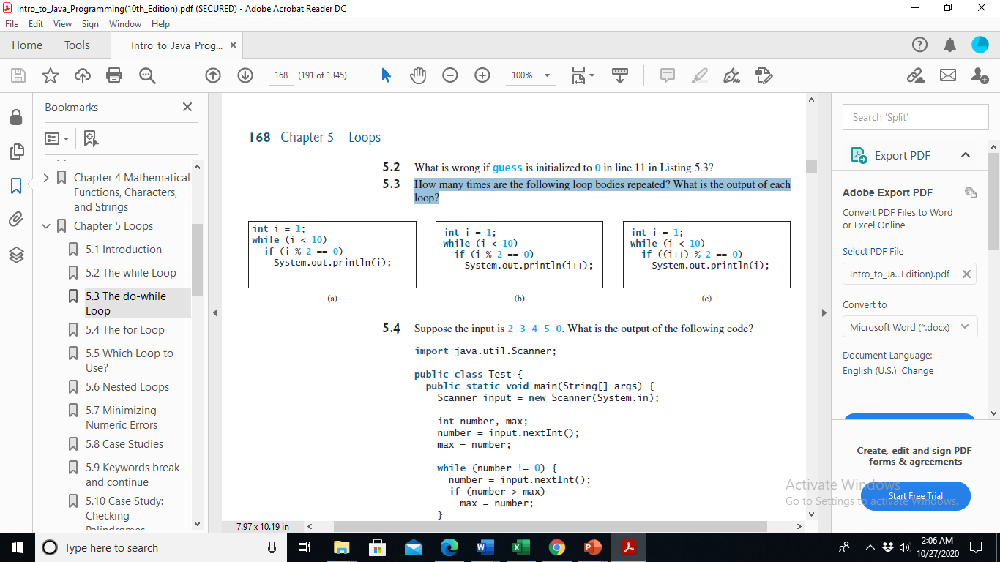 Intro_to_Java_Programming(10th_Edition).pdf (SECURED) - Adobe Acrobat Reader DC
File Edit View Sign Window Help
Home Tools Intro_to_Java_Prog... ×
168 (191 of 1345) 100%
Bookmarks
Chapter 4 Mathematical
Functions, Characters,
and Strings
Chapter 5 Loops
5.1 Introduction
5.2 The while Loop
5.3 The do-while
Loop
5.4 The for Loop
5.5 Which Loop to
Use?
5.6 Nested Loops
5.7 Minimizing
Numeric Errors
5.8 Case Studies
5.9 Keywords break
and continue
5.10 Case Study:
Checking
Palindromes
168 Chapter 5 Loops
5.2 What is wrong if guess is initialized to 0 in line 11 in Listing 5.3?
5.3 How many times are the following loop bodies repeated? What is the output of each
loop?
int i = 1;
while (i < 10)
if (i % 2 == 0)
System.out.println(i);
(a)
int i = 1;
while (i < 10)
if (i % 2 == 0)
System.out.println(i++);
(b)
int i = 1;
while (i < 10)
if ((i++) % 2 == 0)
System.out.println(i);
(c)
5.4 Suppose the input is 2 3 4 5 0. What is the output of the following code?
import java.util.Scanner;
public class Test {
public static void main(String[] args) {
Scanner input = new Scanner(System.in);
int number, max;
number = input.nextInt();
max = number;
while (number != 0) {
number = input.nextInt();
if (number > max)
max = number;
}
7.97 x 10.19 in
Search 'Split'
Export PDF
Adobe Export PDF
Convert PDF Files to Word
or Excel Online
Select PDF File
Intro_to_Ja...Edition).pdf
Convert to
Microsoft Word (*.docx)
Document Language:
English (U.S.) Change
Create, edit and sign PDF
forms & agreements
Start Free Trial
Activate Windows
Go to Settings to activate Windows.
Type here to search
2:06 AM
10/27/2020